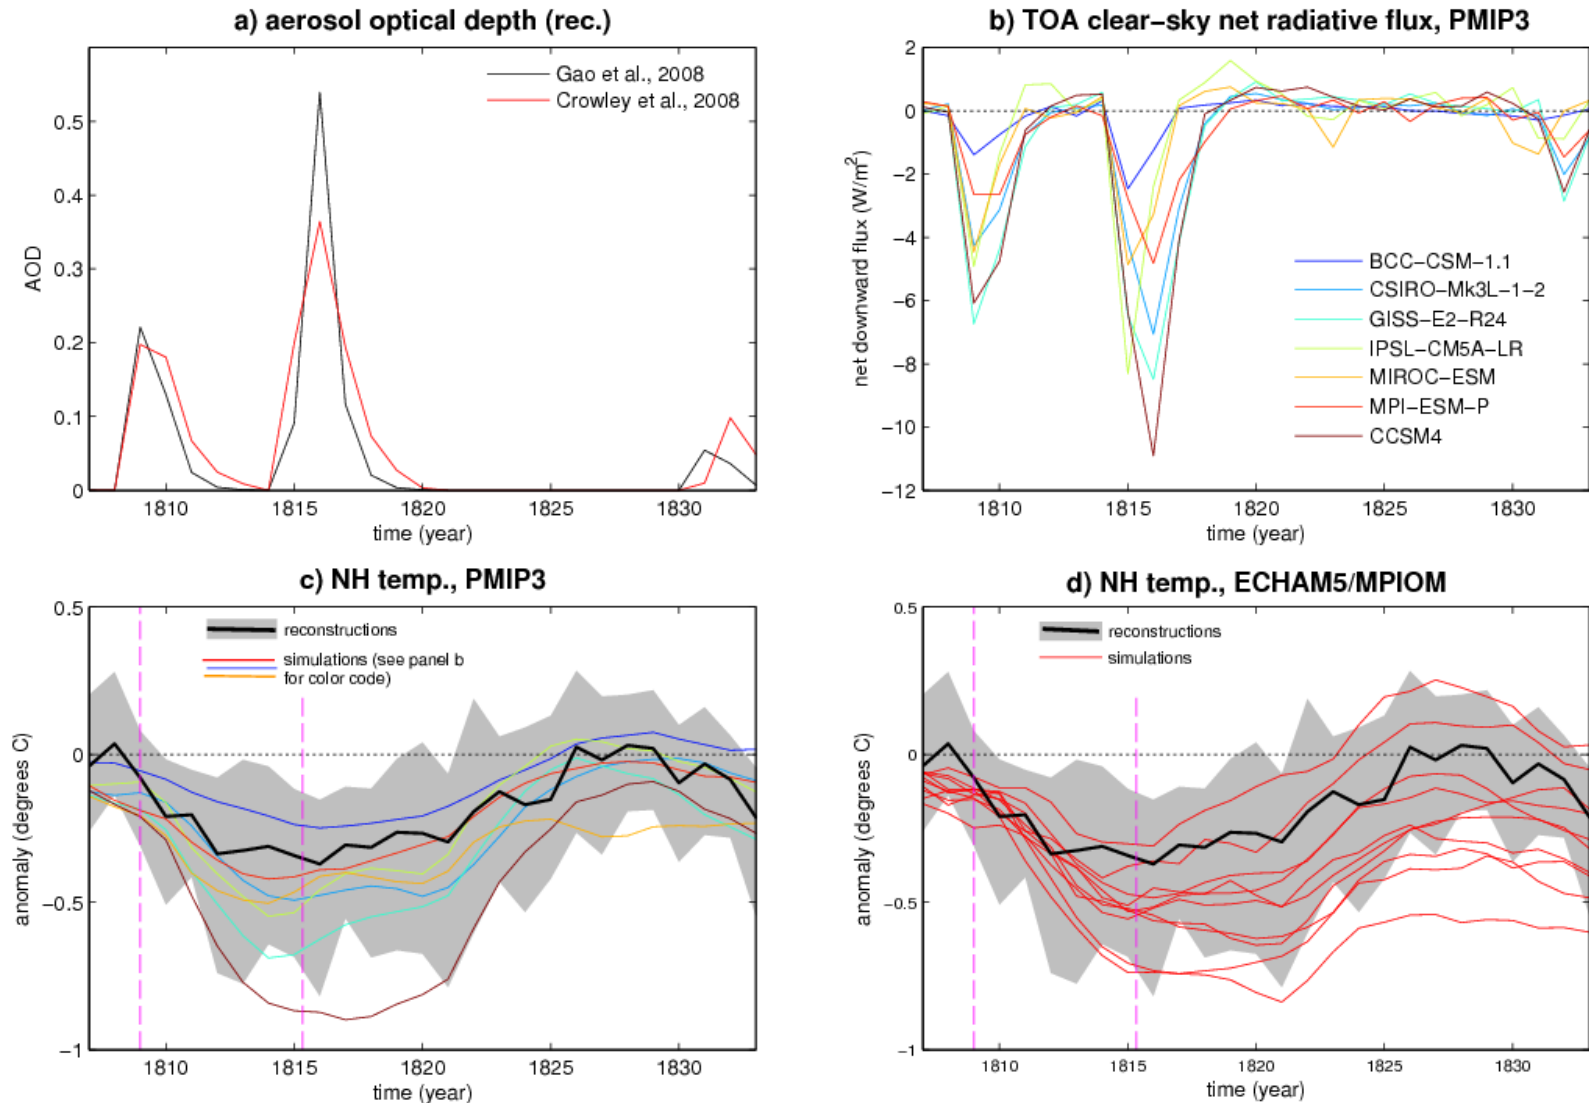 a) aerosol optical depth (rec.)
Gao et al., 2008
Crowley et al., 2008
AOD
0.5
0.4
0.3
0.2
0.1
0
1810 1815 1820 1825 1830
time (year)
b) TOA clear−sky net radiative flux, PMIP3
net downward flux (W/m²)
2
0
−2
−4
−6
−8
−10
−12
BCC−CSM−1.1
CSIRO−Mk3L−1−2
GISS−E2−R24
IPSL−CM5A−LR
MIROC−ESM
MPI−ESM−P
CCSM4
1810 1815 1820 1825 1830
time (year)
c) NH temp., PMIP3
reconstructions
simulations (see panel b
for color code)
anomaly (degrees C)
0.5
0
−0.5
−1
1810 1815 1820 1825 1830
time (year)
d) NH temp., ECHAM5/MPIOM
reconstructions
simulations
anomaly (degrees C)
0.5
0
−0.5
−1
1810 1815 1820 1825 1830
time (year)